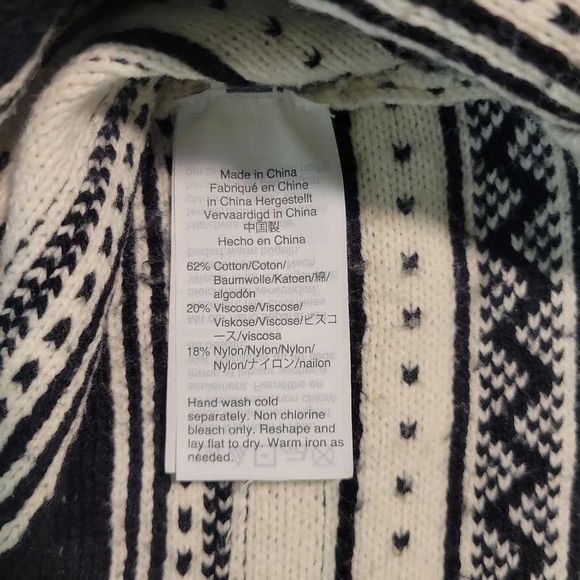 Made in China
Fabriqué en Chine
in China Hergestellt
Vervaardigd in China
中国製
Hecho en China
62% Cotton/Coton/
Baumwolle/Katoen/綿/
algodón
20% Viscose/Viscose/
Viskose/Viscose/ビスコ
ース/viscosa
18% Nylon/Nylon/Nylon/
Nylon/ナイロン/nailon
Hand wash cold
separately. Non chlorine
bleach only. Reshape and
lay flat to dry. Warm iron as
needed.